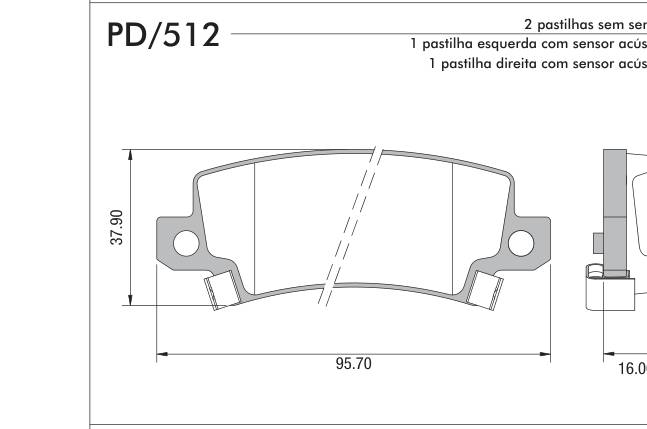 PD/512
2 pastilhas sem
1 pastilha esquerda com sensor
1 pastilha direita com sensor
37.90
95.70